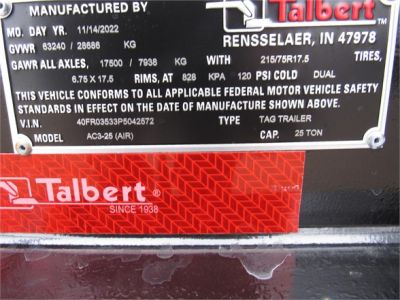 MANUFACTURED BY Talbert™
MO. DAY YR. 11/14/2022 RENSSELAER, IN 47978
GVWR 63240 / 28686 KG
GAWR ALL AXLES, 17500 / 7938 KG WITH 215/75R17.5 TIRES,
6.75 X 17.5 RIMS, AT 828 KPA 120 PSI COLD DUAL
THIS VEHICLE CONFORMS TO ALL APPLICABLE FEDERAL MOTOR VEHICLE SAFETY
STANDARDS IN EFFECT ON THE DATE OF MANUFACTURE SHOWN ABOVE.
V.I.N. 40FR03533P5042572 TYPE TAG TRAILER
MODEL AC3-25 (AIR) CAP. 25 TON
Talbert®
SINCE 1938